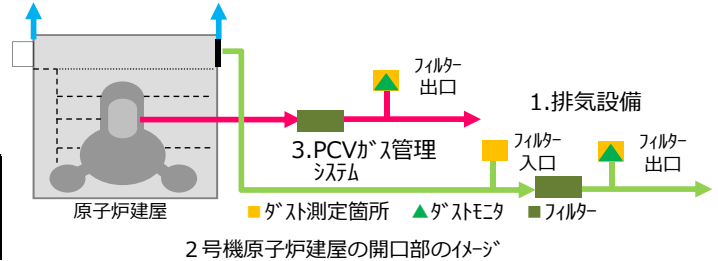 フィルター
出口
1.排気設備
3.PCVガス管理
システム
フィルター
入口
フィルター
出口
原子炉建屋
■ダスト測定箇所 ▲ダストモニタ ■フィルター
２号機原子炉建屋の開口部のイメージ